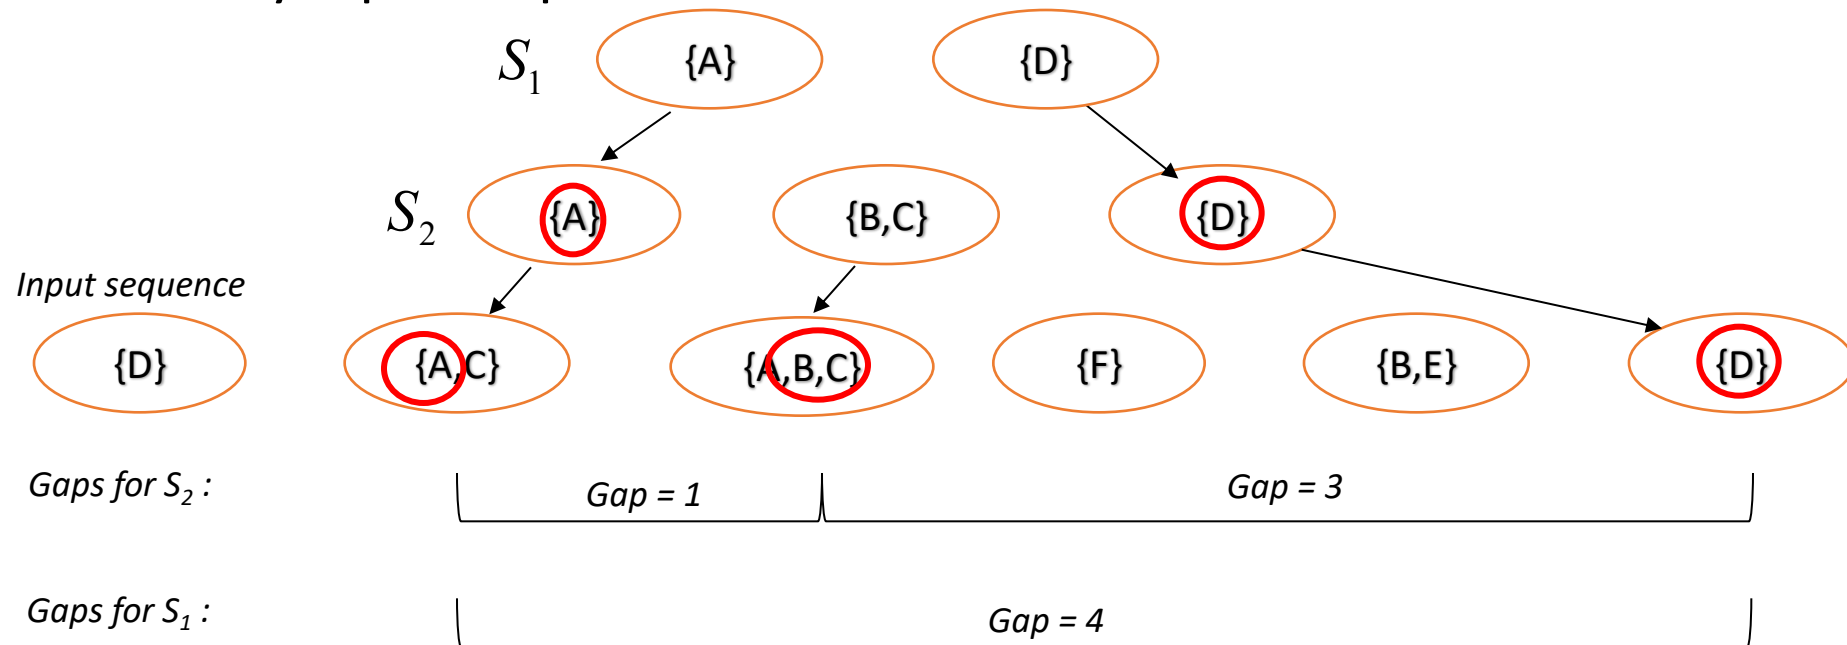 S1 {A} {D}
S2 {A} {B,C} {D}
Input sequence
{D} {A,C} {A,B,C} {F} {B,E} {D}
Gaps for S2 : Gap = 1 Gap = 3
Gaps for S1 : Gap = 4